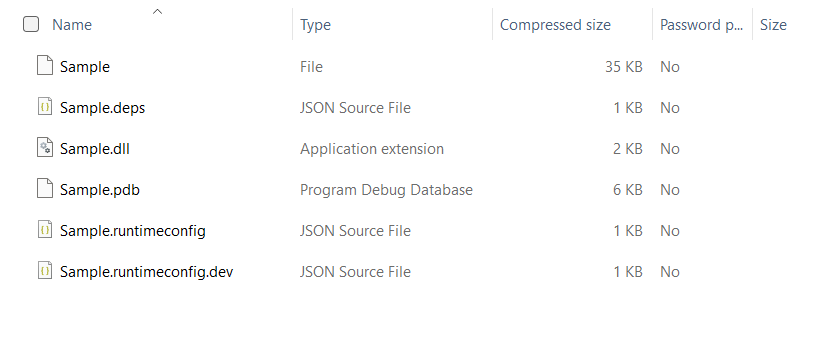 Name Type Compressed size Password p... Size
Sample File 35 KB No
Sample.deps JSON Source File 1 KB No
Sample.dll Application extension 2 KB No
Sample.pdb Program Debug Database 6 KB No
Sample.runtimeconfig JSON Source File 1 KB No
Sample.runtimeconfig.dev JSON Source File 1 KB No